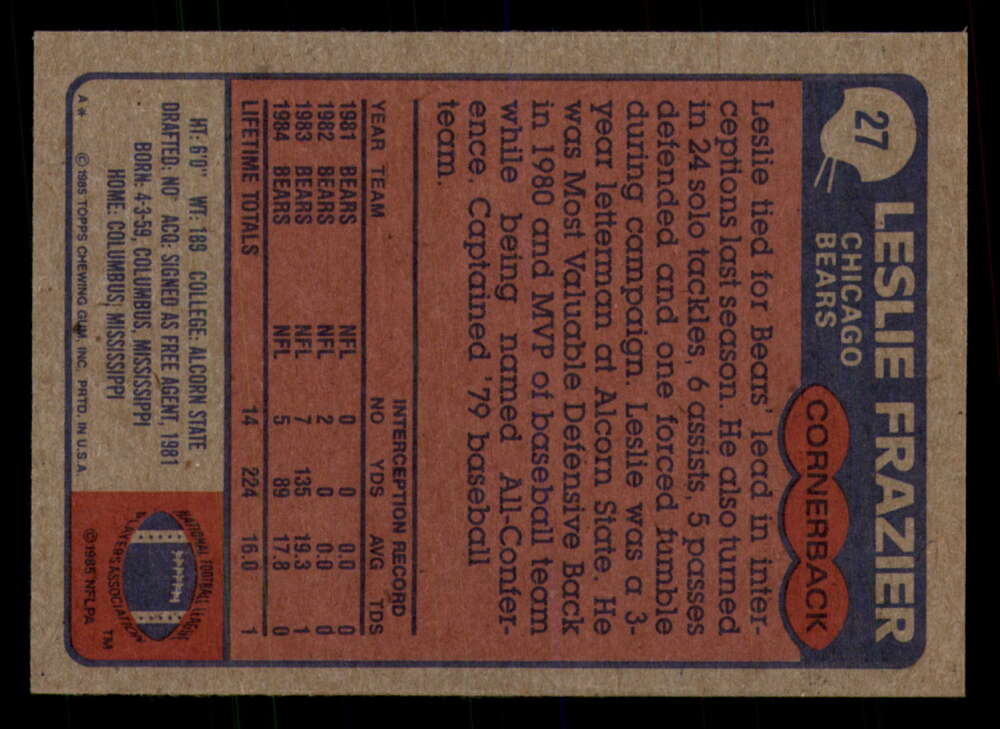 27
LESLIE FRAZIER
CHICAGO
BEARS
CORNERBACK
Leslie tied for Bears' lead in inter-
ceptions last season. He also turned
in 24 solo tackles, 6 assists, 5 passes
defended and one forced fumble
during campaign. Leslie was a 3-
year letterman at Alcorn State. He
was Most Valuable Defensive Back
in 1980 and MVP of baseball team
while being named All-Confer-
ence. Captained '79 baseball
team.
INTERCEPTION RECORD
YEAR TEAM NO YDS AVG TDS
1981 BEARS NFL 0 0 0.0 1
1982 BEARS NFL 2 0 0.0 0
1983 BEARS NFL 7 135 19.3 1
1984 BEARS NFL 5 89 17.8 0
LIFETIME TOTALS 14 224 16.0 1
HT: 6'0" WT: 189 COLLEGE: ALCORN STATE
DRAFTED: NO ACQ: SIGNED AS FREE AGENT, 1981
BORN: 4-3-59, COLUMBUS, MISSISSIPPI
HOME: COLUMBUS, MISSISSIPPI
A* © 1985 TOPPS CHEWING GUM, INC. PRTD. IN U.S.A.
NATIONAL FOOTBALL LEAGUE
PLAYERS ASSOCIATION
TM
© 1985 NFLPA